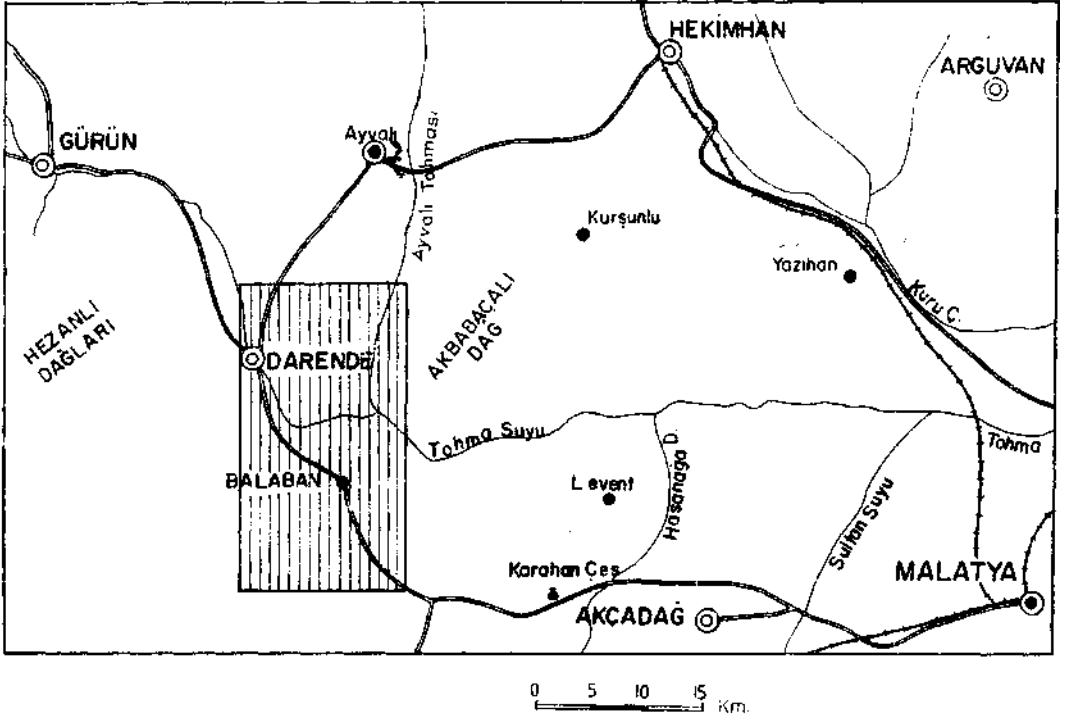 HEKİMHAN
ARGUVAN
GÜRÜN
Ayvalı
Ayvalı Tohması
Kurşunlu
Yazıhan
Kuru Ç.
HEZANLI
DAĞLARI
AKBABAÇALI
DAĞ
DARENDE
Tohma Suyu
Tohma
BALABAN
Levent
Hasanağa D.
Sultan Suyu
Karahan Çeş
AKÇADAĞ
MALATYA
0 5 10 15 Km.